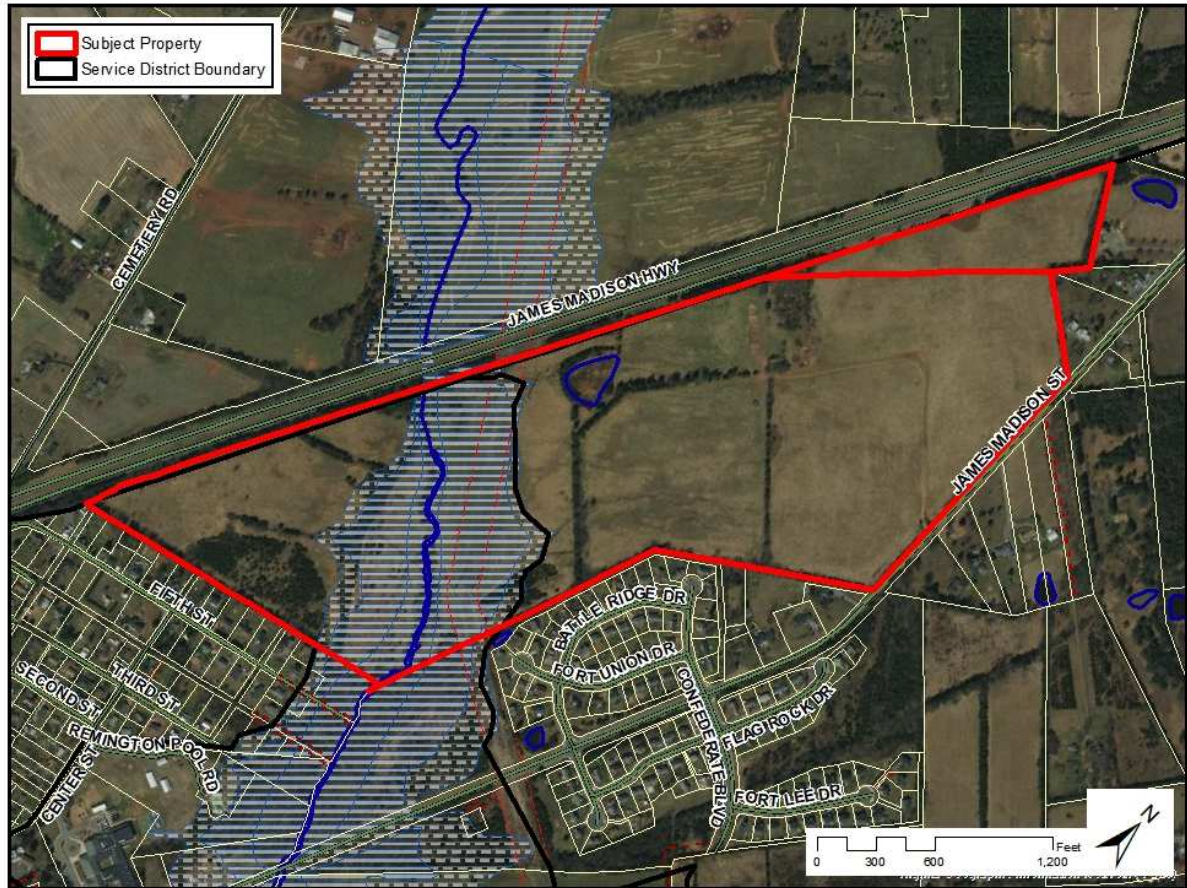 Subject Property
Service District Boundary
CEMETERY RD
JAMES MADISON HWY
JAMES MADISON ST
FIFTH ST
BATTLE RIDGE DR
FORT UNION DR
CONFEDERATE BLVD
THIRD ST
SECOND ST
REMINGTON POOL RD
FLAG ROCK DR
CENTER ST
FORT LEE DR
N
Feet
0 300 600 1,200